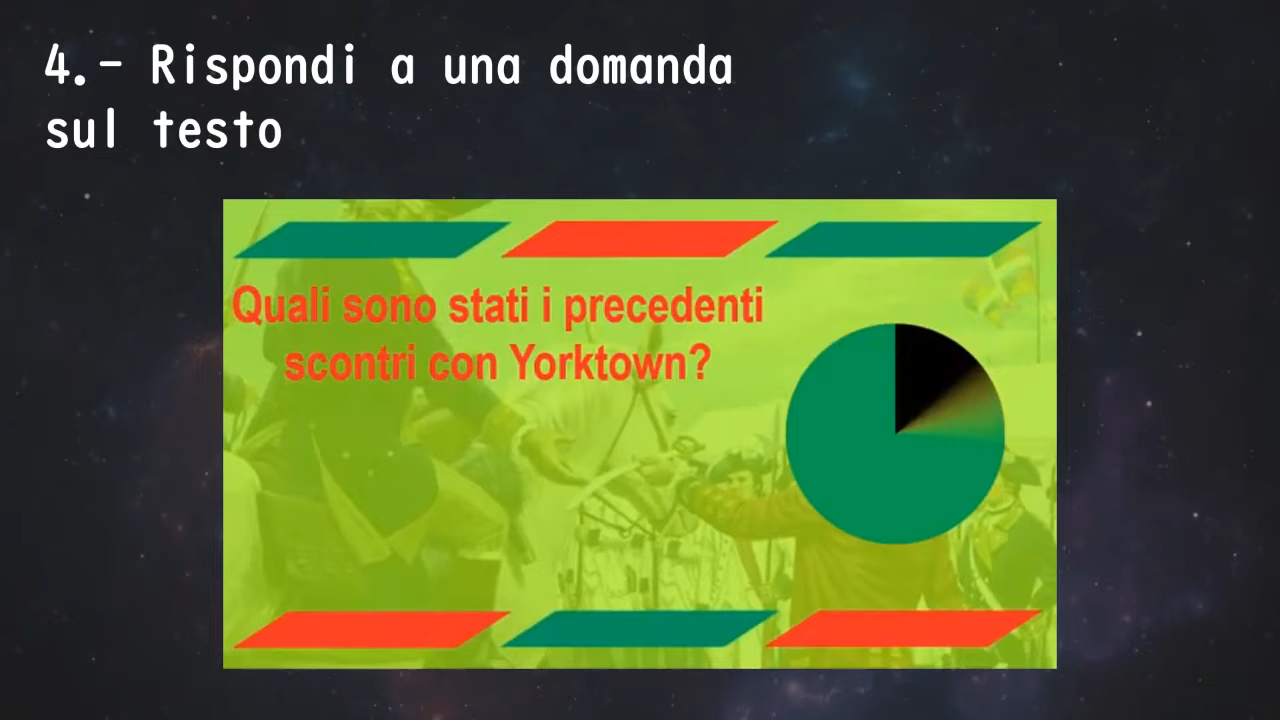 4.- Rispondi a una domanda
sul testo
Quali sono stati i precedenti
scontri con Yorktown?